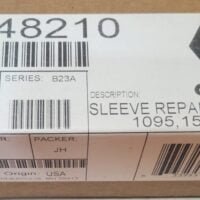 48210
SERIES: B23A
DESCRIPTION:
SLEEVE REPA
1095,15
PACKER:
JH
Origin: USA